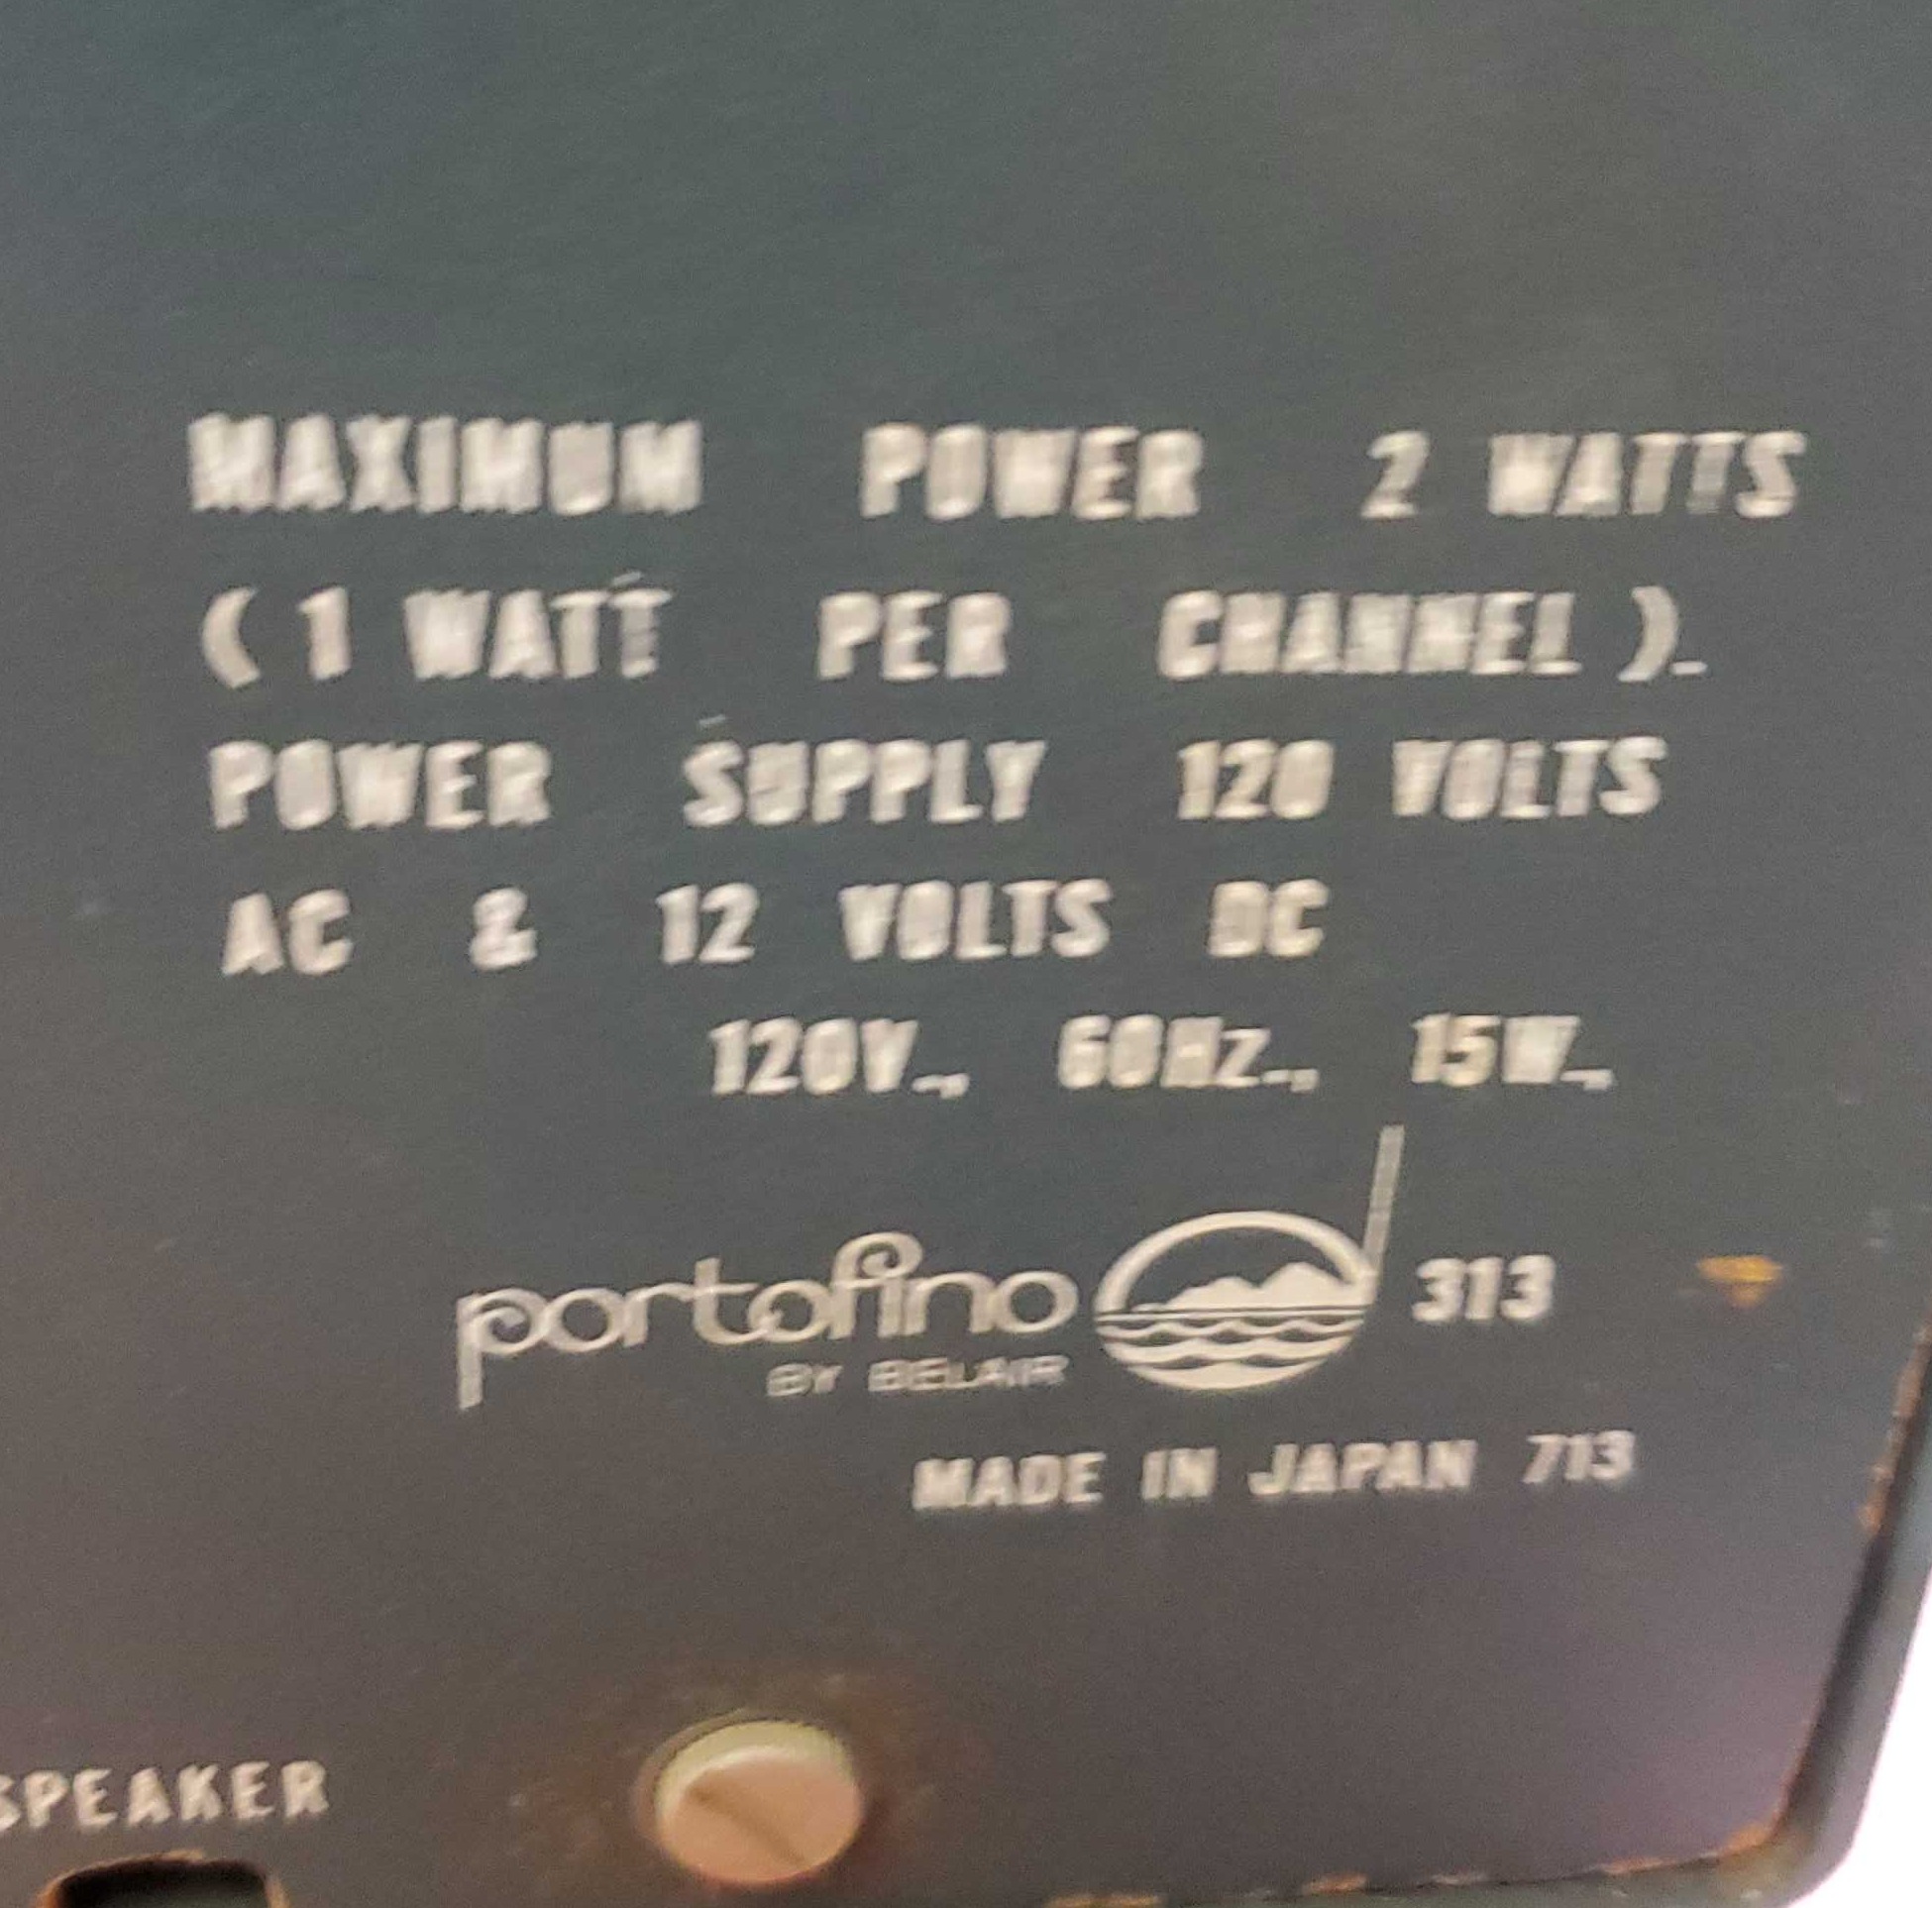 MAXIMUM POWER 2 WATTS
(1 WATT PER CHANNEL).
POWER SUPPLY 120 VOLTS
AC & 12 VOLTS DC
120V., 60Hz., 15W.,
portofino 313
BY BELAIR
MADE IN JAPAN 713
SPEAKER